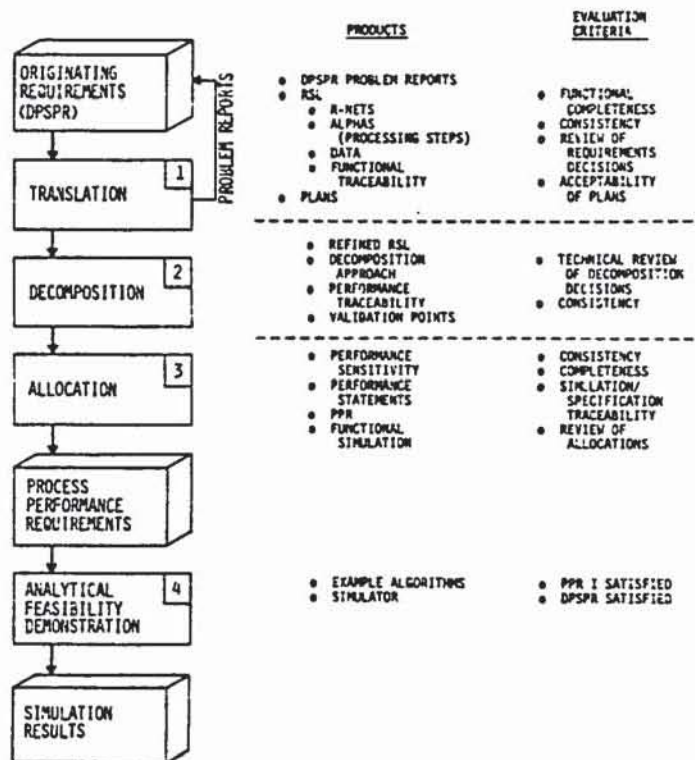 ORIGINATING
REQUIREMENTS
(DPSPR)
PROBLEM REPORTS
1
TRANSLATION
2
DECOMPOSITION
3
ALLOCATION
PROCESS
PERFORMANCE
REQUIREMENTS
4
ANALYTICAL
FEASIBILITY
DEMONSTRATION
SIMULATION
RESULTS
PRODUCTS
● DPSPR PROBLEM REPORTS
● RSL
● R-NETS
● ALPHAS
(PROCESSING STEPS)
● DATA
● FUNCTIONAL
TRACEABILITY
● PLANS
● REFINED RSL
● DECOMPOSITION
APPROACH
● PERFORMANCE
TRACEABILITY
● VALIDATION POINTS
● PERFORMANCE
SENSITIVITY
● PERFORMANCE
STATEMENTS
● PPR
● FUNCTIONAL
SIMULATION
● EXAMPLE ALGORITHMS
● SIMULATOR
EVALUATION
CRITERIA
● FUNCTIONAL
COMPLETENESS
● CONSISTENCY
● REVIEW OF
REQUIREMENTS
DECISIONS
● ACCEPTABILITY
OF PLANS
● TECHNICAL REVIEW
OF DECOMPOSITION
DECISIONS
● CONSISTENCY
● CONSISTENCY
● COMPLETENESS
● SIMULATION/
SPECIFICATION
TRACEABILITY
● REVIEW OF
ALLOCATIONS
● PPR I SATISFIED
● DPSPR SATISFIED